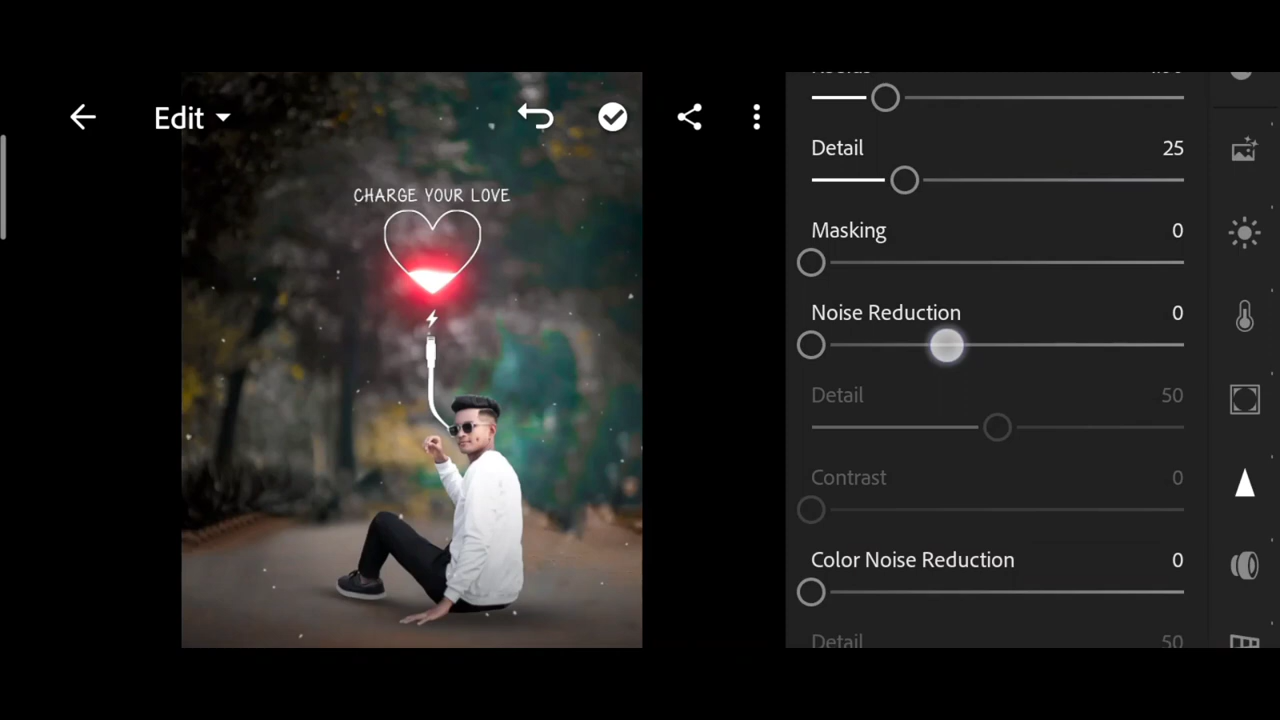 Edit
CHARGE YOUR LOVE
Detail 25
Masking 0
Noise Reduction 0
Detail 50
Contrast 0
Color Noise Reduction 0
Detail 50